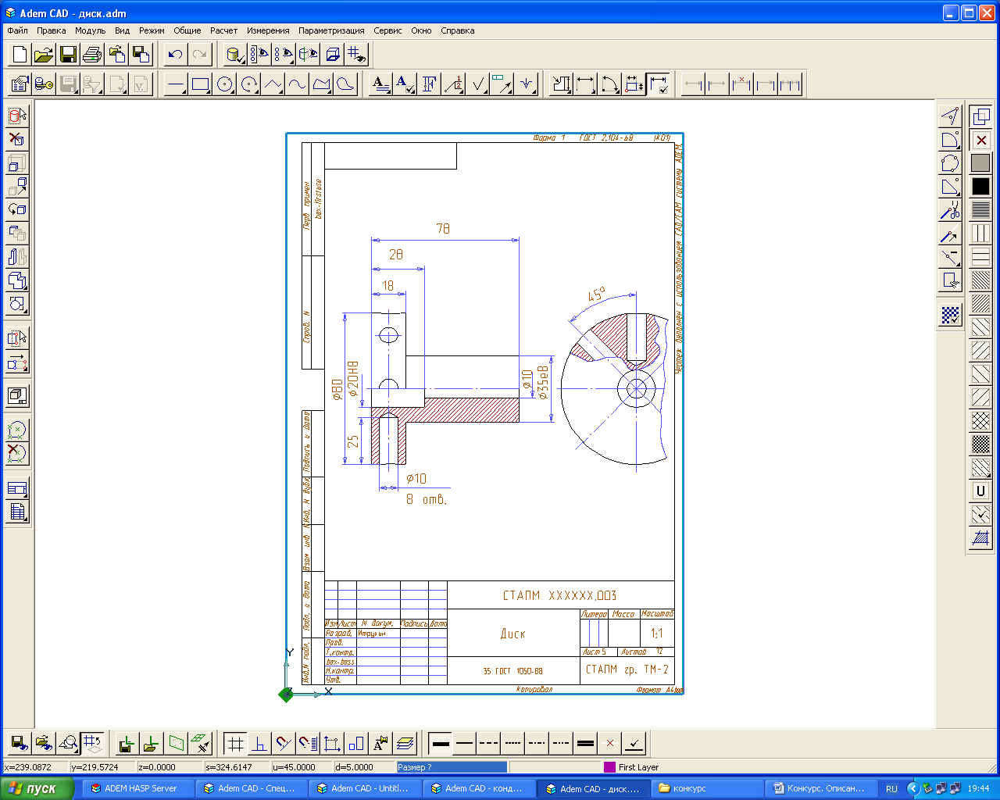 Adem CAD - диск.adm
Файл Правка Модуль Вид Режим Общие Расчет Измерения Параметризация Сервис Окно Справка
Форма 1 ГОСТ 2.104-68 (К01)
Перв примен
box-firstuse
Справ. N
Подпись и дата
Инв. N дубл.
Взам инв N
Подп. и дата
Инв.N подл.
Чертеж выполнен с использованием CAD/CAM системы ADEM.
78
28
18
45°
⌀80
⌀20H8
25
⌀10
⌀35e8
⌀10
8 отв.
СТАПМ XXXXXX.003
Литера Масса Масштаб
Изм Лист N докум. Подпись Дата
Разраб.
Пров.
Т.контр.
box-boss
Н.контр.
Утв.
Диск
1:1
Лист 5 Листов 12
35 ГОСТ 1050-88
СТАПМ гр. ТМ-2
Копировал
Формат А4
Y
Z
X
U
x=239.0872 y=219.5724 z=0.0000 s=324.6147 u=45.0000 d=5.0000 Размер ? First Layer
пуск ADEM HASP Server Adem CAD - Спец... Adem CAD - Untitl... Adem CAD - конд... Adem CAD - диск.... конкурс Конкурс. Описан... RU 19:44